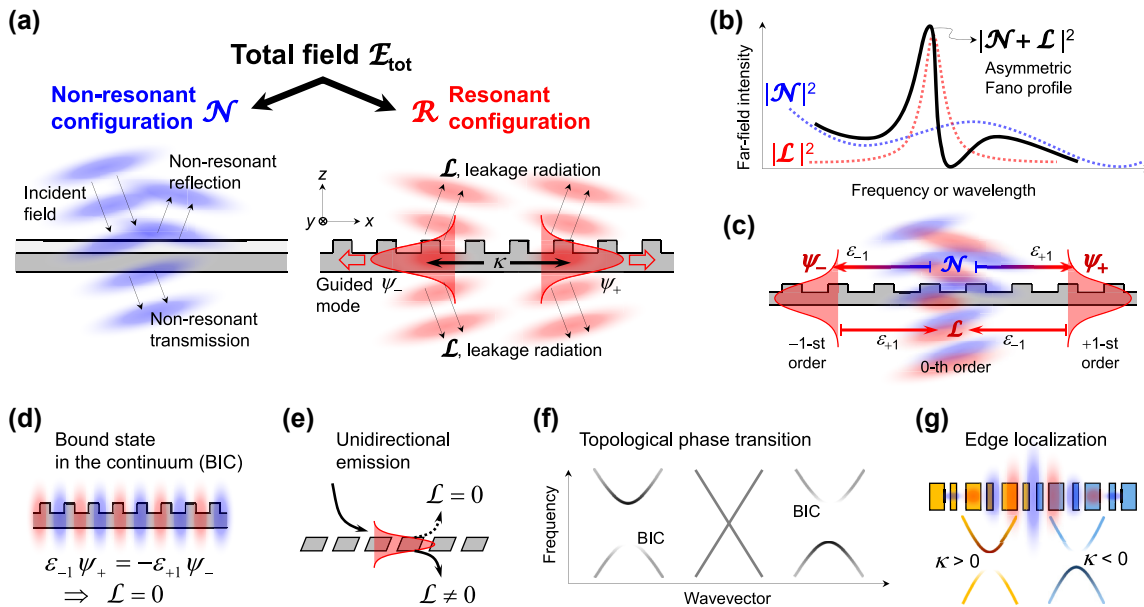 (a)
Total field 𝓔tot
Non-resonant
configuration 𝓝
𝓡 Resonant
configuration
Non-resonant
reflection
Incident
field
Non-resonant
transmission
𝓛, leakage radiation
z
y
x
κ
Guided
mode
ψ−
ψ+
𝓛, leakage radiation
(b)
Far-field intensity
|𝓝|²
|𝓛|²
|𝓝 + 𝓛|²
Asymmetric
Fano profile
Frequency or wavelength
(c)
ψ−
ε−1
𝓝
ε+1
ψ+
𝓛
ε+1
ε−1
−1-st
order
0-th order
+1-st
order
(d)
Bound state
in the continuum (BIC)
ε−1 ψ+ = −ε+1 ψ−
⇒ 𝓛 = 0
(e)
Unidirectional
emission
𝓛 = 0
𝓛 ≠ 0
(f)
Topological phase transition
Frequency
BIC
BIC
Wavevector
(g)
Edge localization
κ > 0
κ < 0